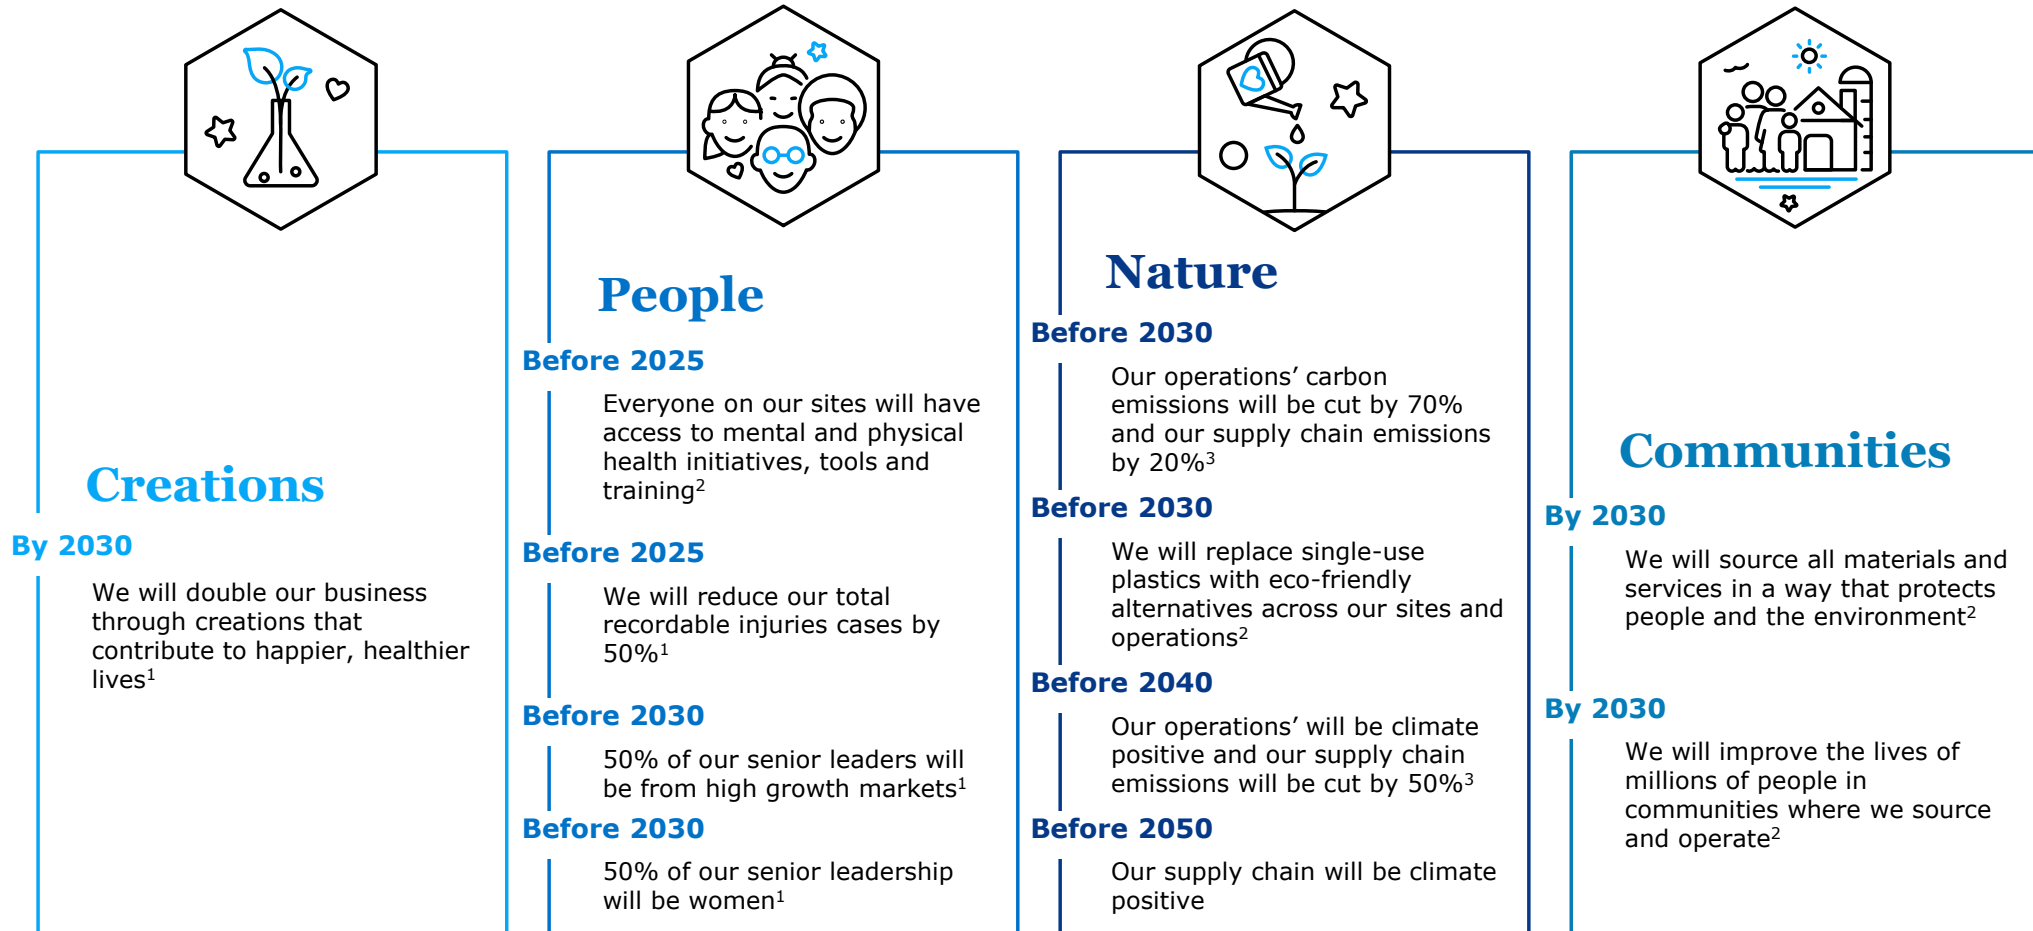 Creations
By 2030
We will double our business
through creations that
contribute to happier, healthier
lives¹
People
Before 2025
Everyone on our sites will have
access to mental and physical
health initiatives, tools and
training²
Before 2025
We will reduce our total
recordable injuries cases by
50%¹
Before 2030
50% of our senior leaders will
be from high growth markets¹
Before 2030
50% of our senior leadership
will be women¹
Nature
Before 2030
Our operations’ carbon
emissions will be cut by 70%
and our supply chain emissions
by 20%³
Before 2030
We will replace single-use
plastics with eco-friendly
alternatives across our sites and
operations²
Before 2040
Our operations’ will be climate
positive and our supply chain
emissions will be cut by 50%³
Before 2050
Our supply chain will be climate
positive
Communities
By 2030
We will source all materials and
services in a way that protects
people and the environment²
By 2030
We will improve the lives of
millions of people in
communities where we source
and operate²